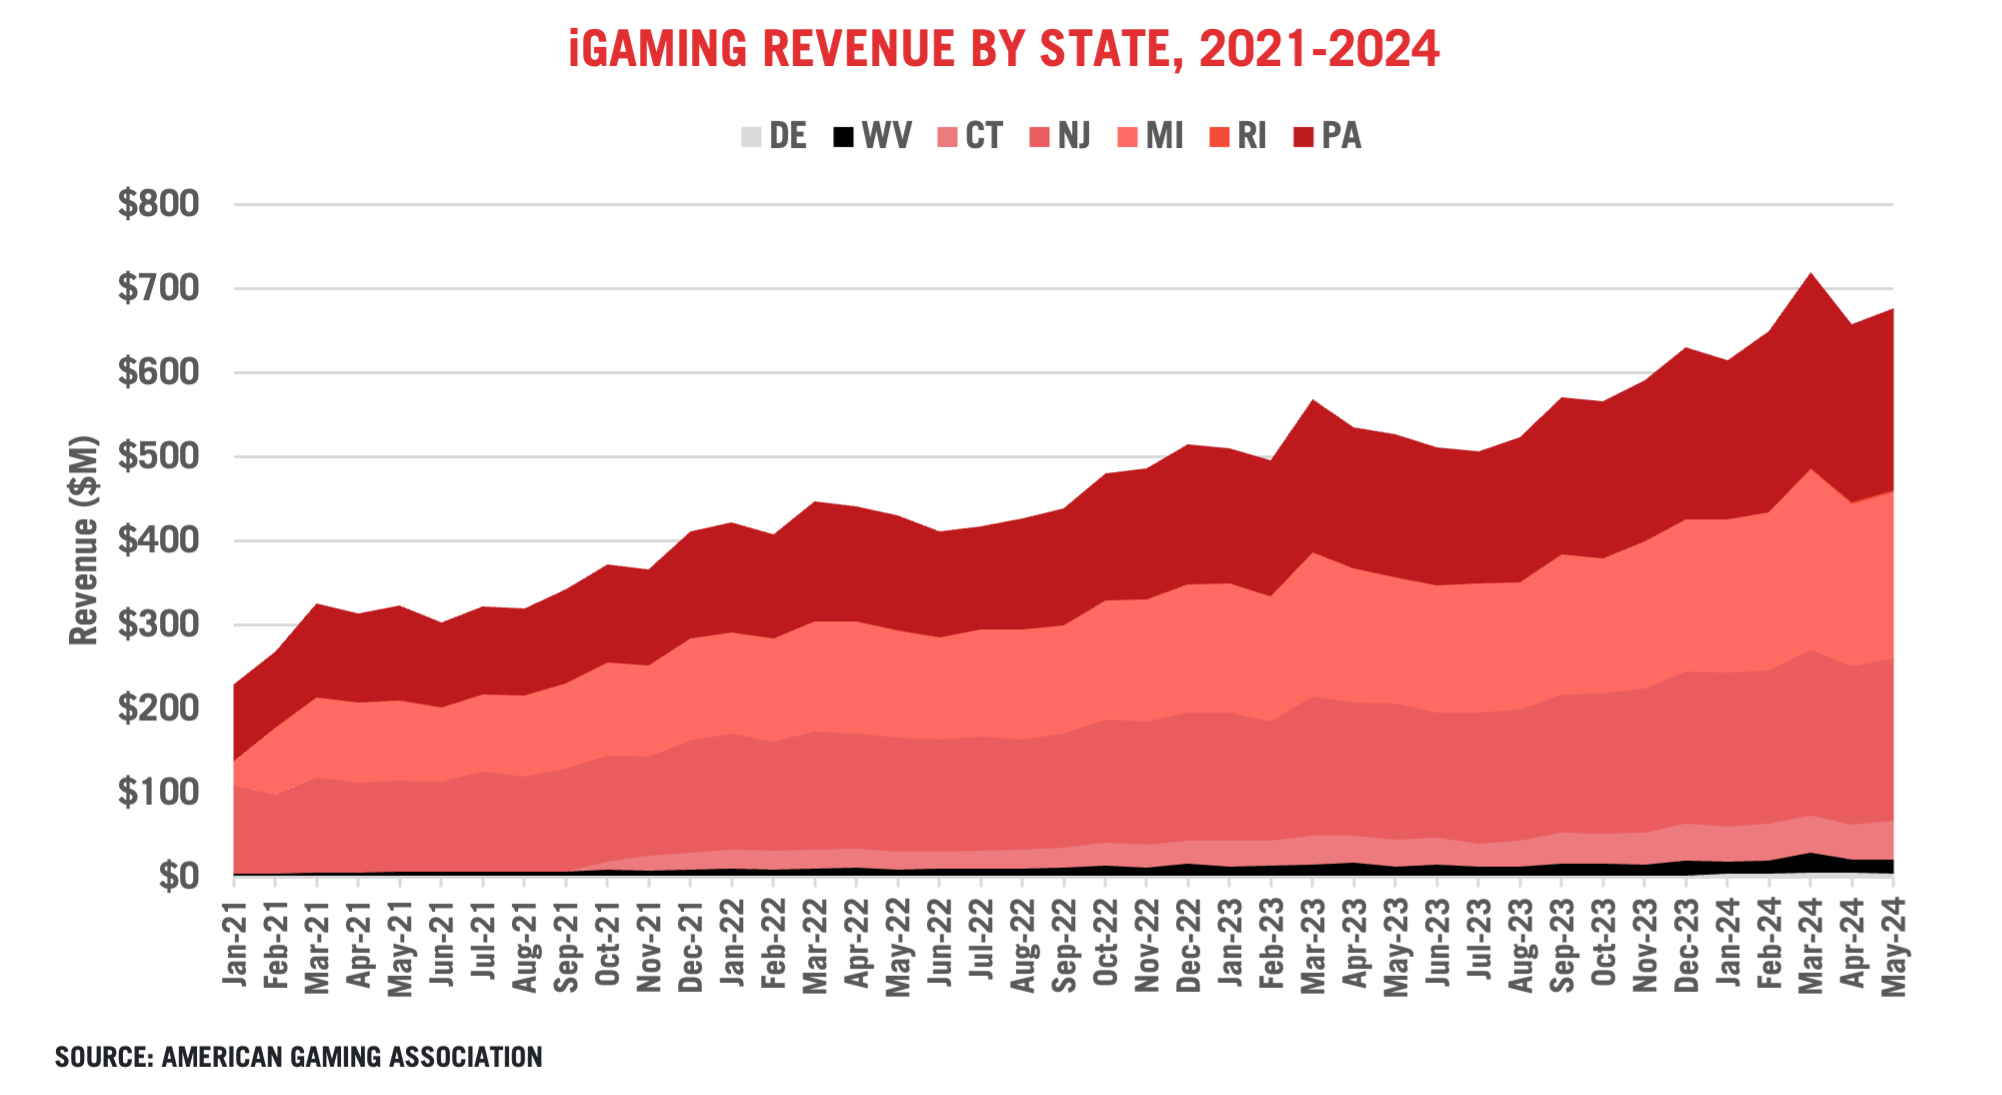 iGAMING REVENUE BY STATE, 2021-2024
DE WV CT NJ MI RI PA
$800
$700
$600
$500
$400
$300
$200
$100
$0
Revenue ($M)
Jan-21 Feb-21 Mar-21 Apr-21 May-21 Jun-21 Jul-21 Aug-21 Sep-21 Oct-21 Nov-21 Dec-21 Jan-22 Feb-22 Mar-22 Apr-22 May-22 Jun-22 Jul-22 Aug-22 Sep-22 Oct-22 Nov-22 Dec-22 Jan-23 Feb-23 Mar-23 Apr-23 May-23 Jun-23 Jul-23 Aug-23 Sep-23 Oct-23 Nov-23 Dec-23 Jan-24 Feb-24 Mar-24 Apr-24 May-24
SOURCE: AMERICAN GAMING ASSOCIATION